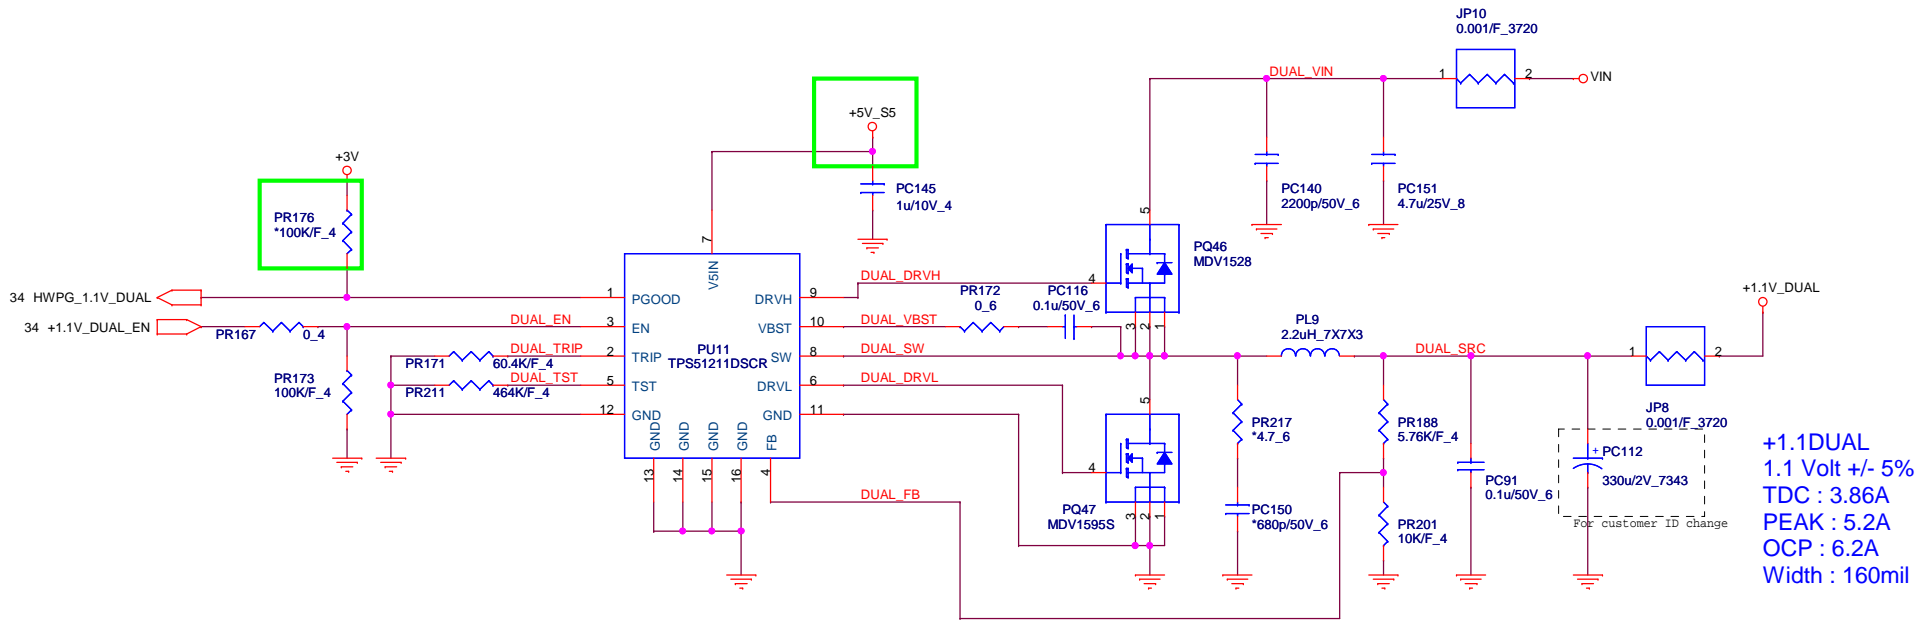 JP10
0.001/F_3720
1
2
VIN
DUAL_VIN
+5V_S5
PC145
1u/10V_4
PC140
2200p/50V_6
PC151
4.7u/25V_8
+3V
PR176
*100K/F_4
7
5
PQ46
MDV1528
4
3
2
1
34 HWPG_1.1V_DUAL
34 +1.1V_DUAL_EN
PR167
0_4
PR173
100K/F_4
DUAL_EN
DUAL_TRIP
PR171
60.4K/F_4
DUAL_TST
PR211
464K/F_4
1
3
2
5
12
PGOOD
EN
TRIP
TST
GND
V5IN
PU11
TPS51211DSCR
DRVH
VBST
SW
DRVL
GND
GND
GND
GND
GND
FB
13
14
15
16
4
9
10
8
6
11
DUAL_DRVH
DUAL_VBST
DUAL_SW
DUAL_DRVL
DUAL_FB
PR172
0_6
PC116
0.1u/50V_6
5
4
3
2
1
PQ47
MDV1595S
PL9
2.2uH_7X7X3
PR217
*4.7_6
PC150
*680p/50V_6
DUAL_SRC
PR188
5.76K/F_4
PR201
10K/F_4
PC91
0.1u/50V_6
+1.1V_DUAL
1
2
JP8
0.001/F_3720
+ PC112
330u/2V_7343
For customer ID change
+1.1DUAL
1.1 Volt +/- 5%
TDC : 3.86A
PEAK : 5.2A
OCP : 6.2A
Width : 160mil